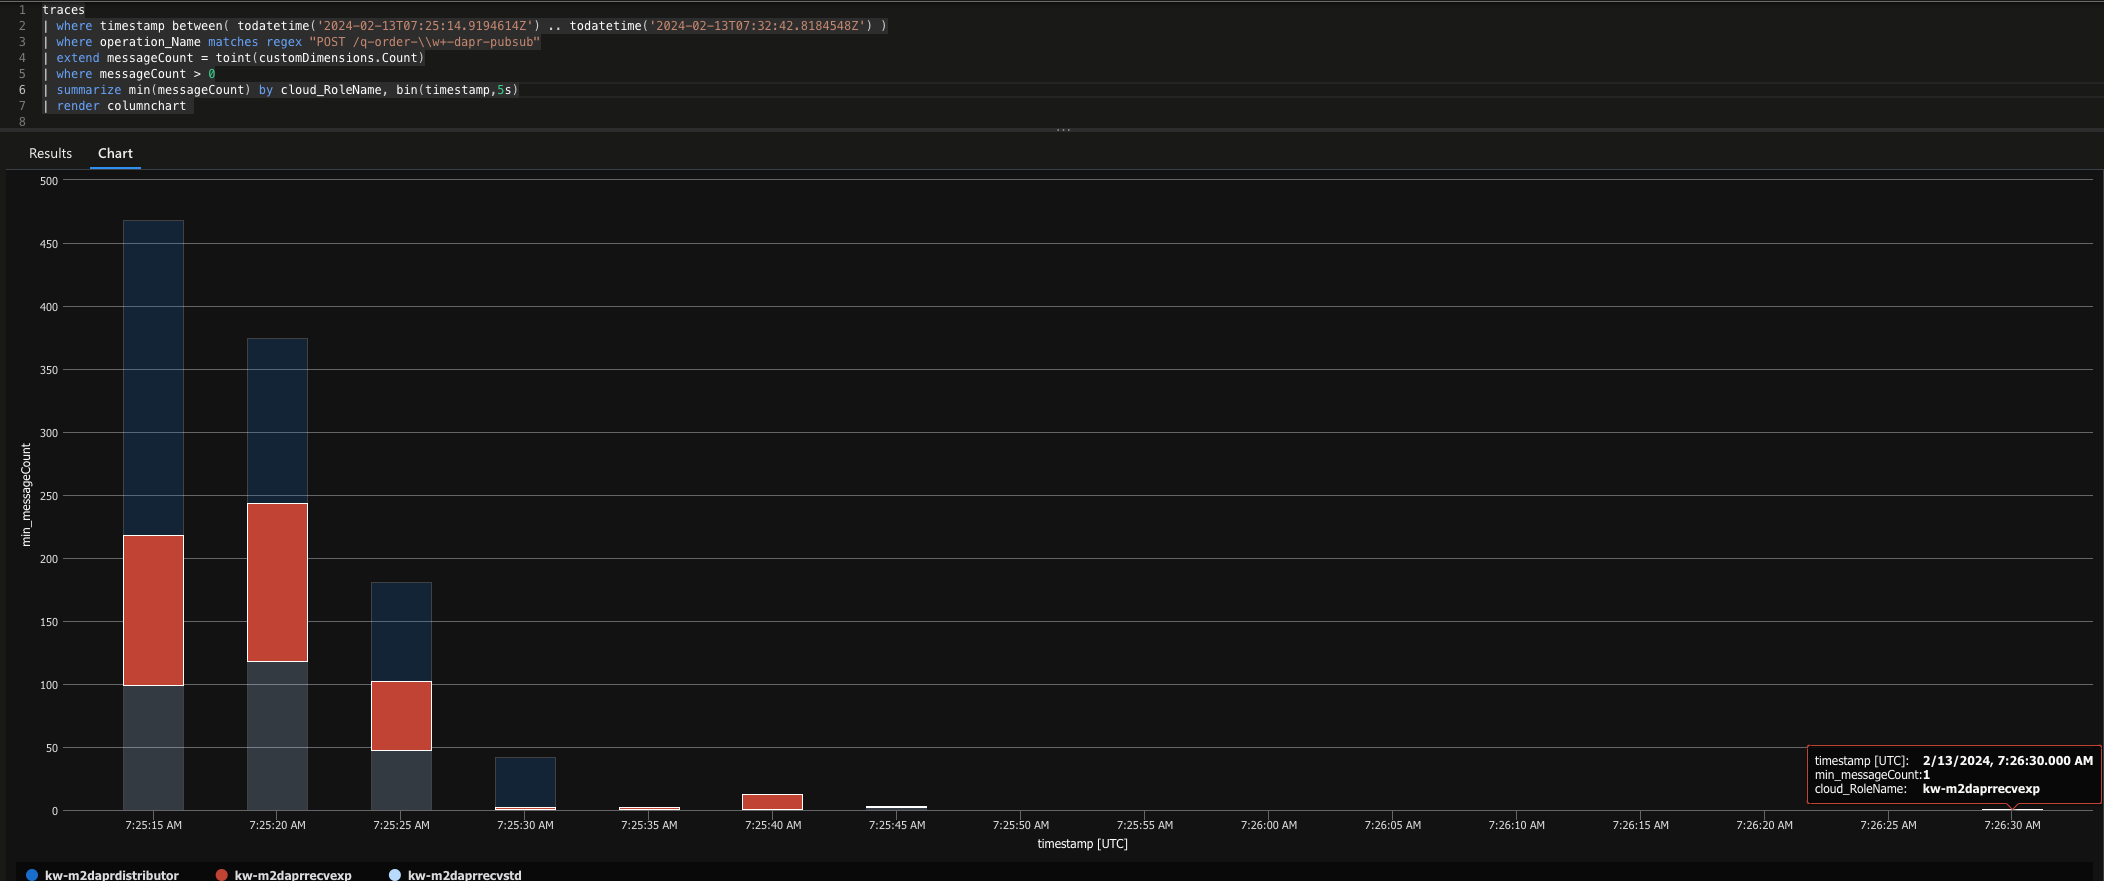 1 traces
2 | where timestamp between( todatetime('2024-02-13T07:25:14.9194614Z') .. todatetime('2024-02-13T07:32:42.8184548Z') )
3 | where operation_Name matches regex "POST /q-order-\\w+-dapr-pubsub"
4 | extend messageCount = toint(customDimensions.Count)
5 | where messageCount > 0
6 | summarize min(messageCount) by cloud_RoleName, bin(timestamp,5s)
7 | render columnchart
8
Results Chart
500
450
400
350
300
250
200
150
100
50
0
min_messageCount
timestamp [UTC]: 2/13/2024, 7:26:30.000 AM
min_messageCount:1
cloud_RoleName: kw-m2daprrecvexp
7:25:15 AM 7:25:20 AM 7:25:25 AM 7:25:30 AM 7:25:35 AM 7:25:40 AM 7:25:45 AM 7:25:50 AM 7:25:55 AM 7:26:00 AM 7:26:05 AM 7:26:10 AM 7:26:15 AM 7:26:20 AM 7:26:25 AM 7:26:30 AM
timestamp [UTC]
kw-m2daprdistributor kw-m2daprrecvexp kw-m2daprrecvstd